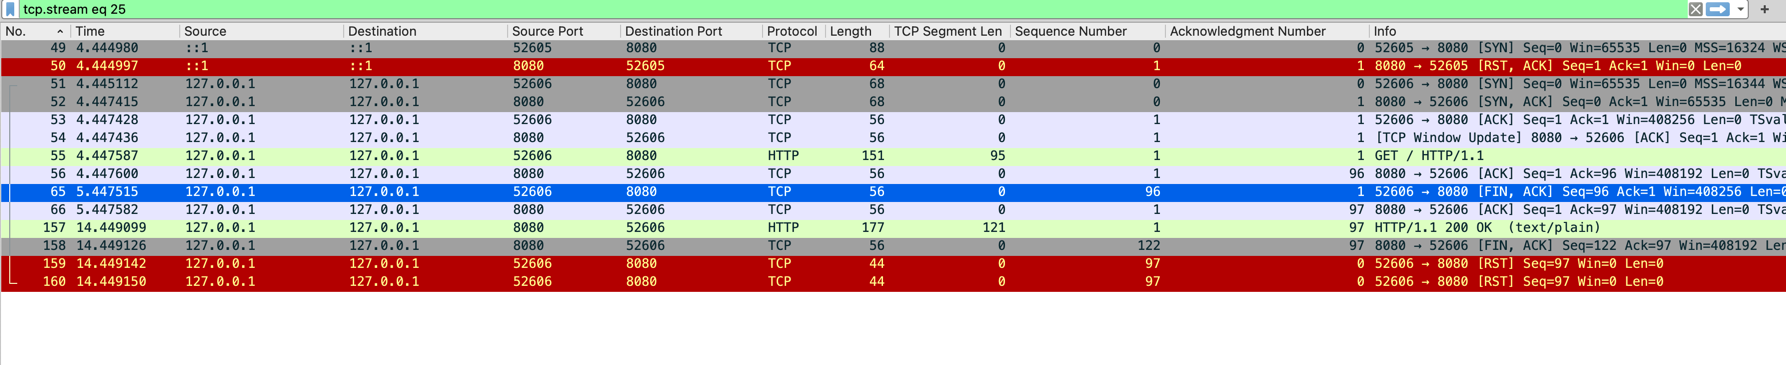 tcp.stream eq 25
No. Time Source Destination Source Port Destination Port Protocol Length TCP Segment Len Sequence Number Acknowledgment Number Info
49 4.444980 ::1 ::1 52605 8080 TCP 88 0 0 0 52605 → 8080 [SYN] Seq=0 Win=65535 Len=0 MSS=16324 WS
50 4.444997 ::1 ::1 8080 52605 TCP 64 0 1 1 8080 → 52605 [RST, ACK] Seq=1 Ack=1 Win=0 Len=0
51 4.445112 127.0.0.1 127.0.0.1 52606 8080 TCP 68 0 0 0 52606 → 8080 [SYN] Seq=0 Win=65535 Len=0 MSS=16344 WS
52 4.447415 127.0.0.1 127.0.0.1 8080 52606 TCP 68 0 0 1 8080 → 52606 [SYN, ACK] Seq=0 Ack=1 Win=65535 Len=0 M
53 4.447428 127.0.0.1 127.0.0.1 52606 8080 TCP 56 0 1 1 52606 → 8080 [ACK] Seq=1 Ack=1 Win=408256 Len=0 TSval
54 4.447436 127.0.0.1 127.0.0.1 8080 52606 TCP 56 0 1 1 [TCP Window Update] 8080 → 52606 [ACK] Seq=1 Ack=1 Wi
55 4.447587 127.0.0.1 127.0.0.1 52606 8080 HTTP 151 95 1 1 GET / HTTP/1.1
56 4.447600 127.0.0.1 127.0.0.1 8080 52606 TCP 56 0 1 96 8080 → 52606 [ACK] Seq=1 Ack=96 Win=408192 Len=0 TSva
65 5.447515 127.0.0.1 127.0.0.1 52606 8080 TCP 56 0 96 1 52606 → 8080 [FIN, ACK] Seq=96 Ack=1 Win=408256 Len=0
66 5.447582 127.0.0.1 127.0.0.1 8080 52606 TCP 56 0 1 97 8080 → 52606 [ACK] Seq=1 Ack=97 Win=408192 Len=0 TSva
157 14.449099 127.0.0.1 127.0.0.1 8080 52606 HTTP 177 121 1 97 HTTP/1.1 200 OK (text/plain)
158 14.449126 127.0.0.1 127.0.0.1 8080 52606 TCP 56 0 122 97 8080 → 52606 [FIN, ACK] Seq=122 Ack=97 Win=408192 Len
159 14.449142 127.0.0.1 127.0.0.1 52606 8080 TCP 44 0 97 0 52606 → 8080 [RST] Seq=97 Win=0 Len=0
160 14.449150 127.0.0.1 127.0.0.1 52606 8080 TCP 44 0 97 0 52606 → 8080 [RST] Seq=97 Win=0 Len=0